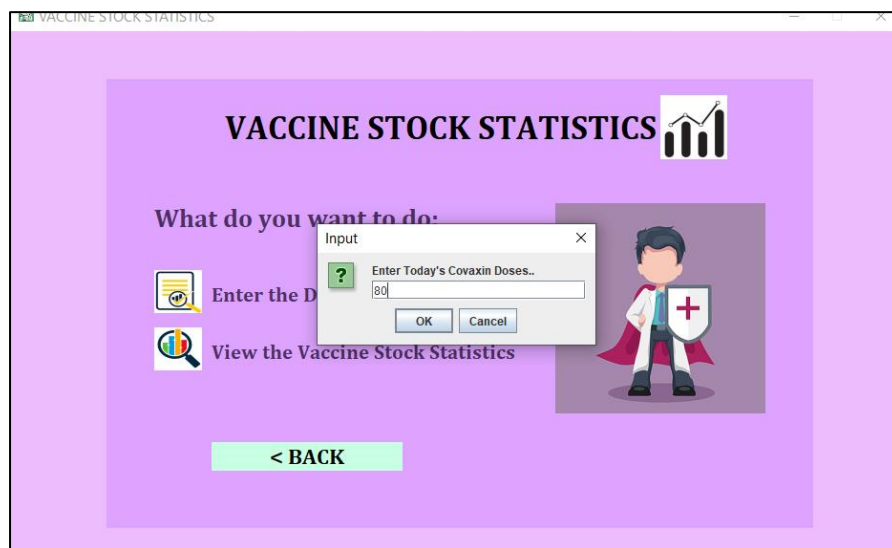 VACCINE STOCK STATISTICS
VACCINE STOCK STATISTICS
What do you want to do:
Input
Enter Today's Covaxin Doses..
80
OK Cancel
Enter the D
View the Vaccine Stock Statistics
< BACK